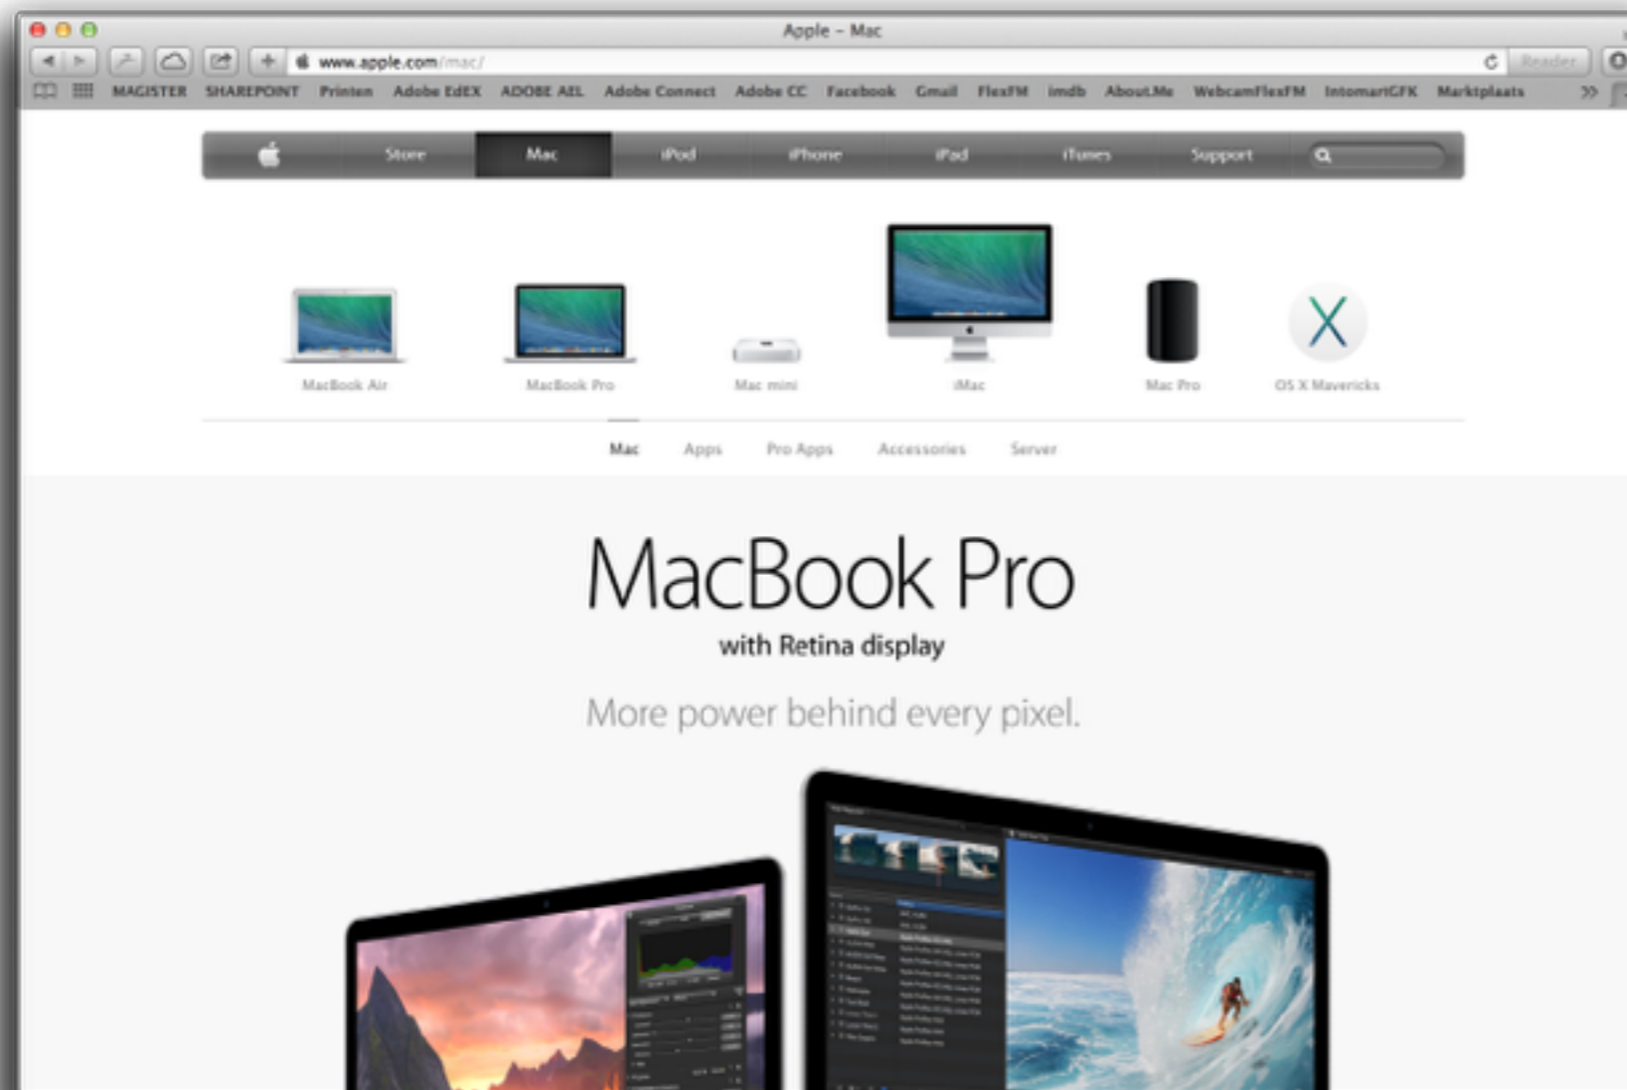 Apple – Mac
www.apple.com/mac/
Reader
MAGISTER SHAREPOINT Printen Adobe EdEX ADOBE AEL Adobe Connect Adobe CC Facebook Gmail FlexFM imdb About.Me WebcamFlexFM IntomartGFK Marktplaats
Store Mac iPod iPhone iPad iTunes Support
MacBook Air MacBook Pro Mac mini iMac Mac Pro OS X Mavericks
Mac Apps Pro Apps Accessories Server
MacBook Pro
with Retina display
More power behind every pixel.